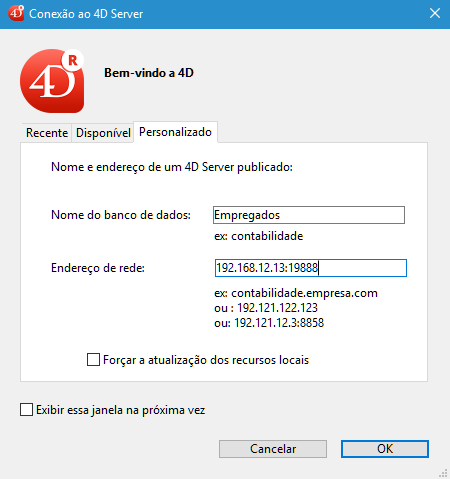 Conexão ao 4D Server
4D R
Bem-vindo a 4D
Recente Disponível Personalizado
Nome e endereço de um 4D Server publicado:
Nome do banco de dados: Empregados
ex: contabilidade
Endereço de rede: 192.168.12.13:19888
ex: contabilidade.empresa.com
ou : 192.121.122.123
ou: 192.121.12.3:8858
Forçar a atualização dos recursos locais
Exibir essa janela na próxima vez
Cancelar OK